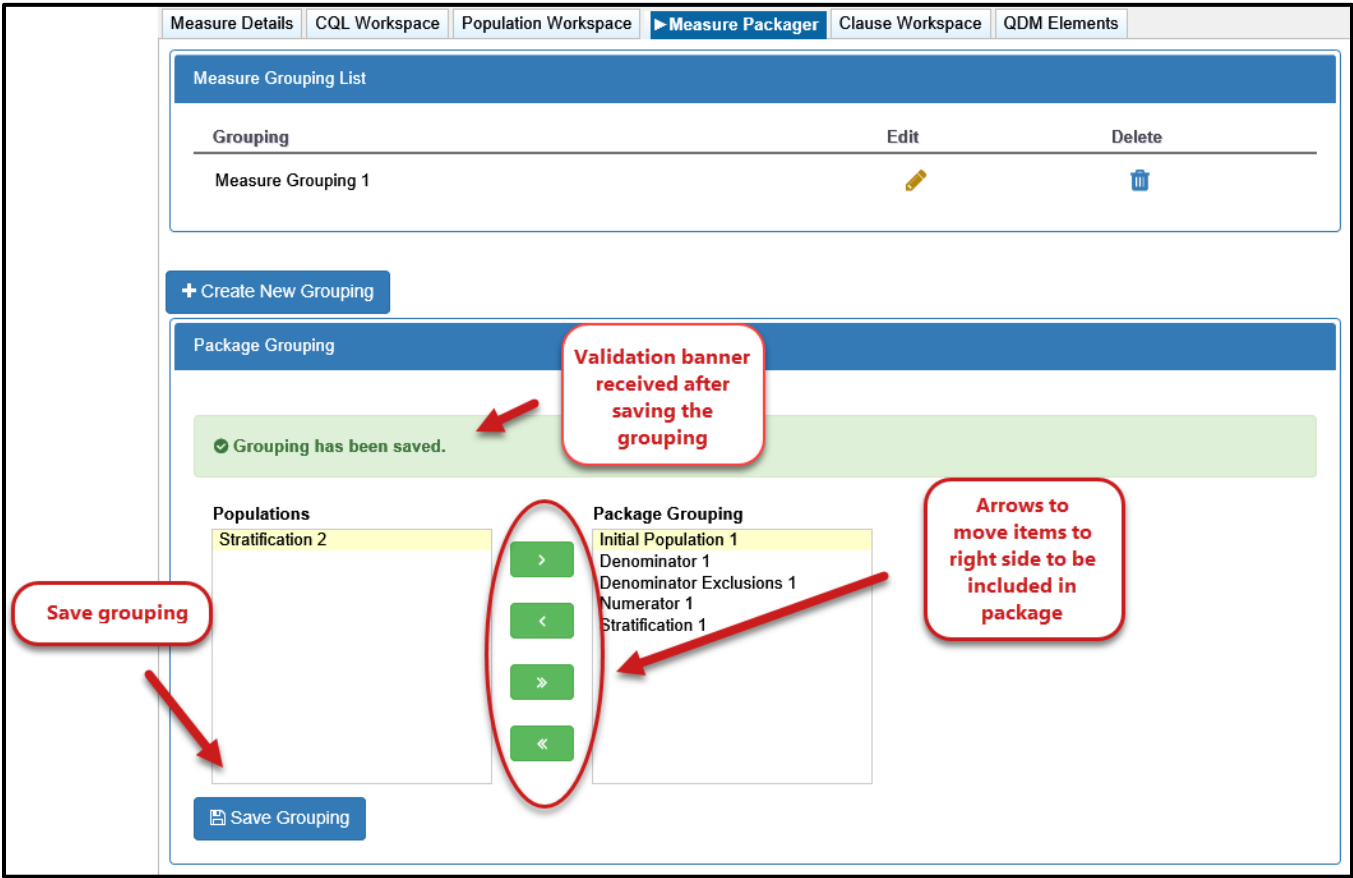 Measure Details CQL Workspace Population Workspace ►Measure Packager Clause Workspace QDM Elements
Measure Grouping List
Grouping Edit Delete
Measure Grouping 1
+ Create New Grouping
Package Grouping
Validation banner
received after
saving the
grouping
Grouping has been saved.
Populations
Stratification 2
>
<
»
«
Package Grouping
Initial Population 1
Denominator 1
Denominator Exclusions 1
Numerator 1
Stratification 1
Arrows to
move items to
right side to be
included in
package
Save grouping
Save Grouping